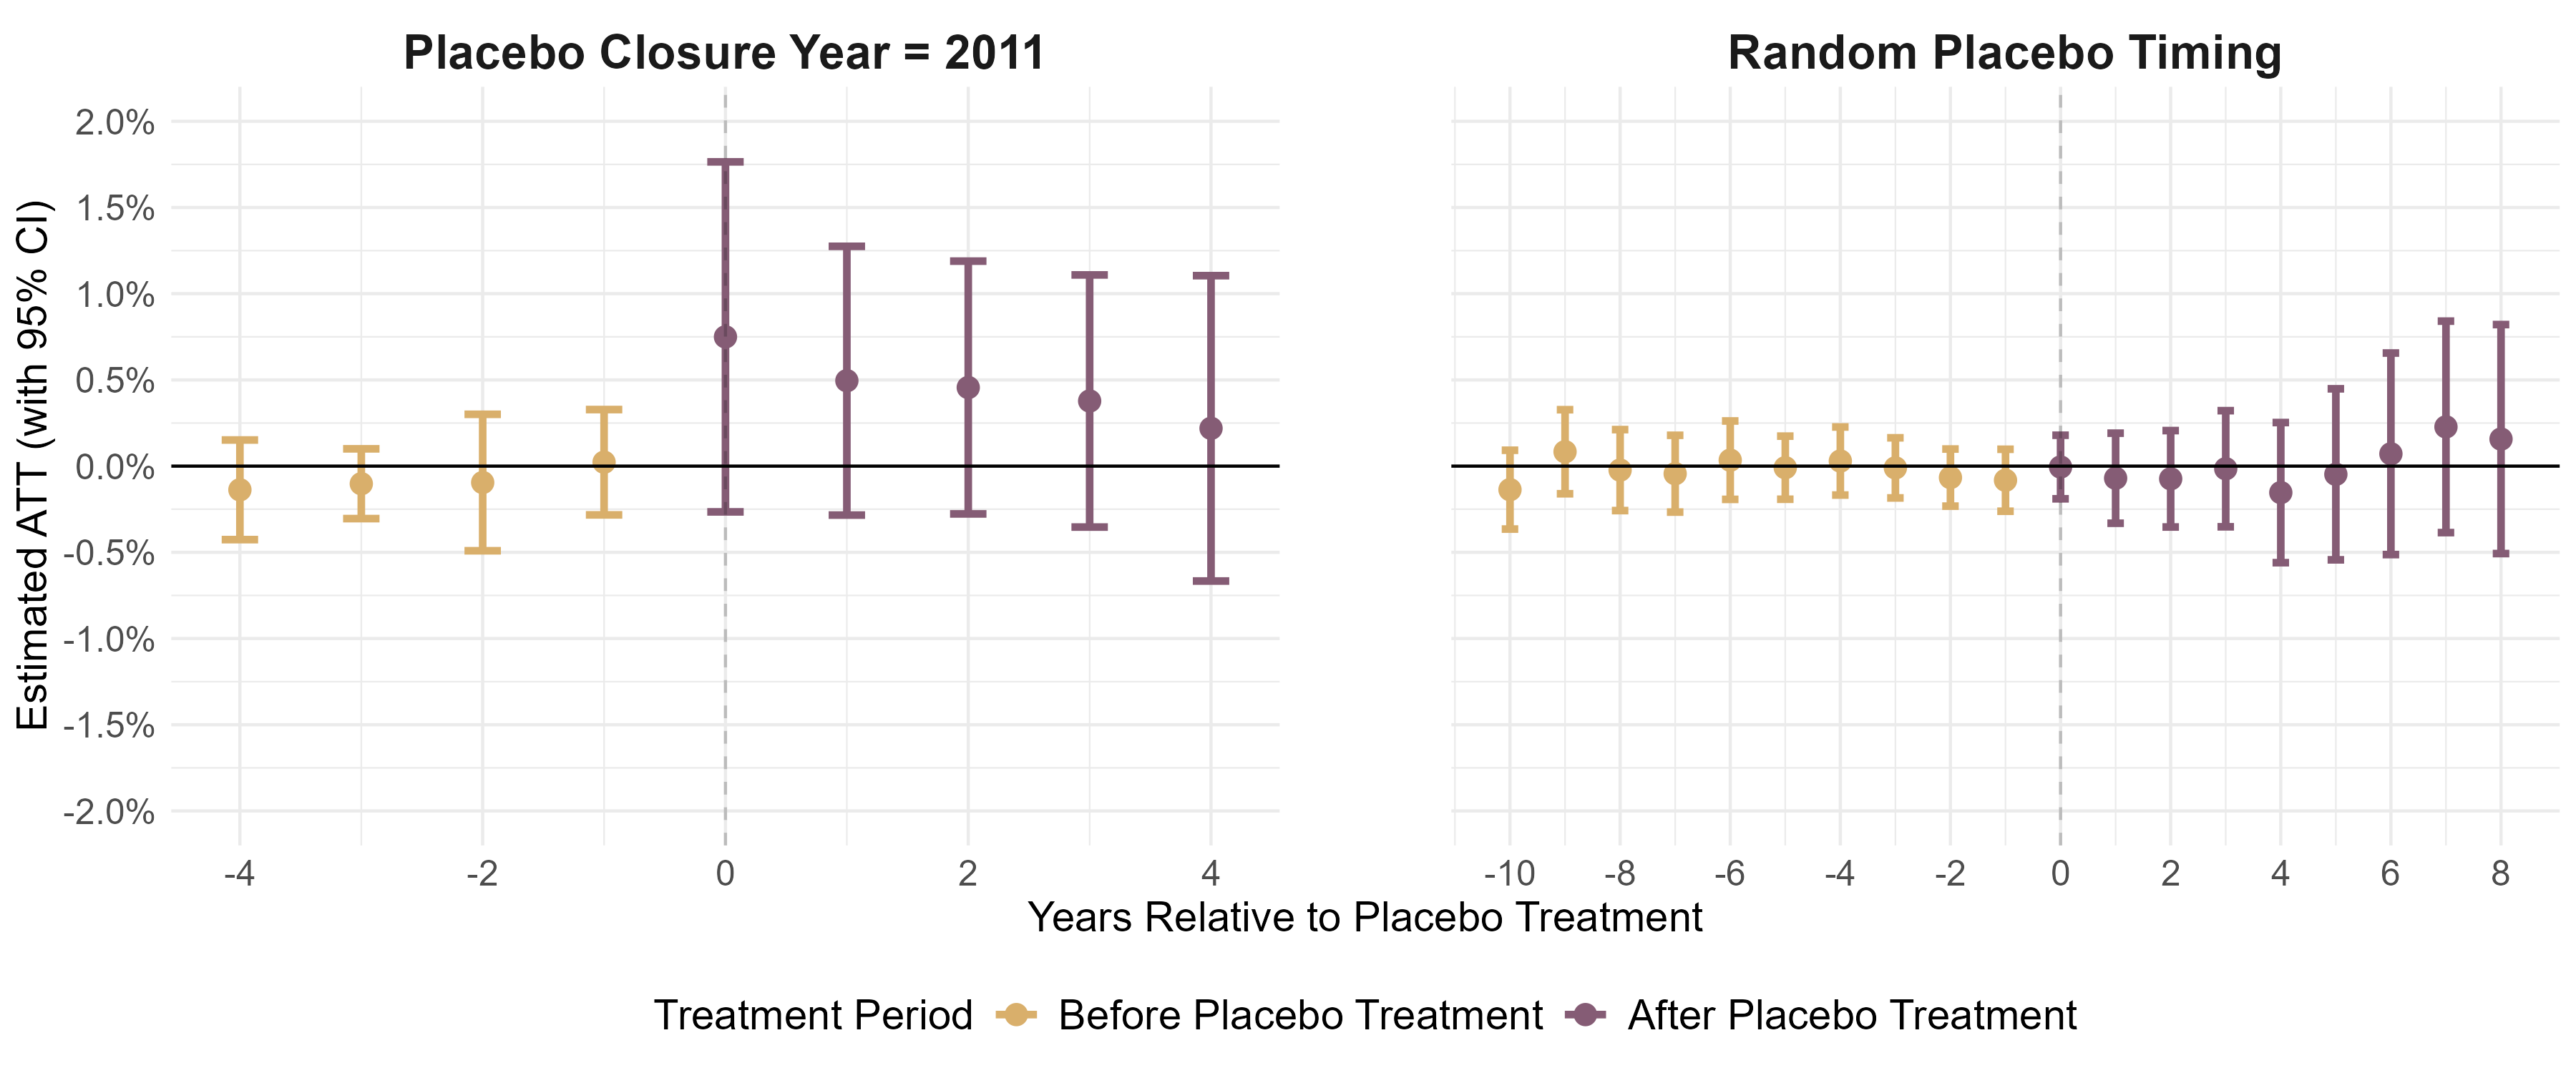 Placebo Closure Year = 2011
Random Placebo Timing
Estimated ATT (with 95% CI)
2.0%
1.5%
1.0%
0.5%
0.0%
-0.5%
-1.0%
-1.5%
-2.0%
-4 -2 0 2 4
-10 -8 -6 -4 -2 0 2 4 6 8
Years Relative to Placebo Treatment
Treatment Period Before Placebo Treatment After Placebo Treatment